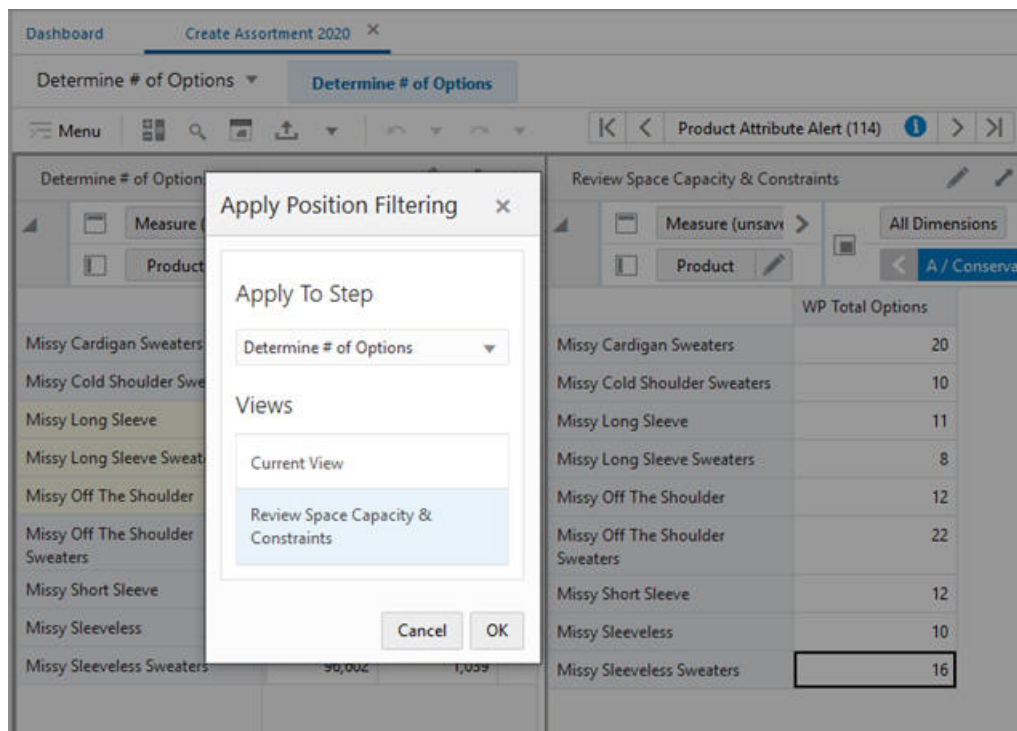 Dashboard
Create Assortment 2020
Determine # of Options
Determine # of Options
Menu
Product Attribute Alert (114)
Determine # of Option
Review Space Capacity & Constraints
Measure (
Measure (unsave
All Dimensions
Product
Product
A / Conserva
Apply Position Filtering
Apply To Step
Determine # of Options
Views
Current View
Review Space Capacity &
Constraints
Cancel
OK
Missy Cardigan Sweaters
Missy Cold Shoulder Swe
Missy Long Sleeve
Missy Long Sleeve Sweat
Missy Off The Shoulder
Missy Off The Shoulder
Sweaters
Missy Short Sleeve
Missy Sleeveless
Missy Sleeveless Sweaters 96,602 1,059
WP Total Options
Missy Cardigan Sweaters 20
Missy Cold Shoulder Sweaters 10
Missy Long Sleeve 11
Missy Long Sleeve Sweaters 8
Missy Off The Shoulder 12
Missy Off The Shoulder 22
Sweaters
Missy Short Sleeve 12
Missy Sleeveless 10
Missy Sleeveless Sweaters 16